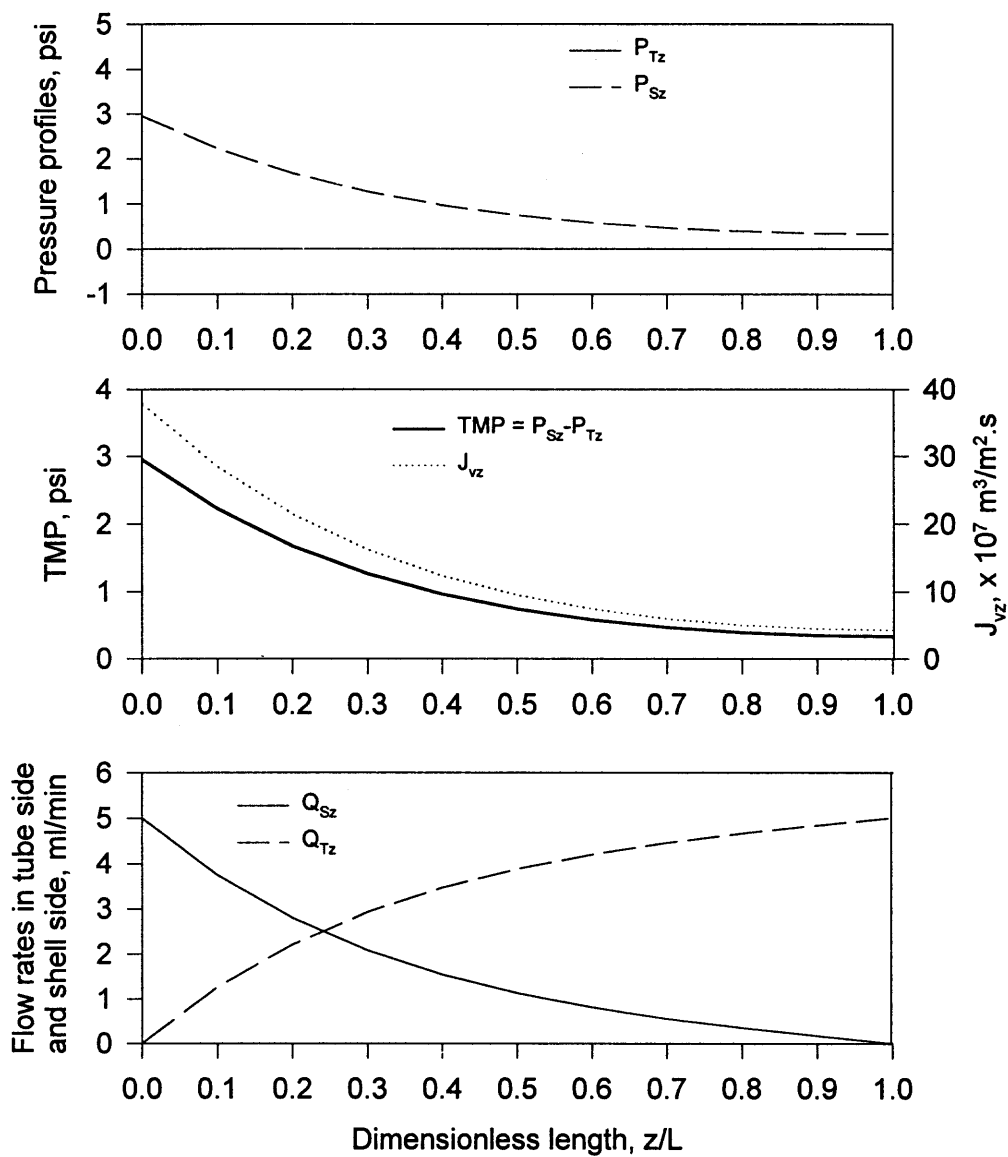 Pressure profiles, psi
5
4
3
2
1
0
-1
P_Tz
P_Sz
0.0 0.1 0.2 0.3 0.4 0.5 0.6 0.7 0.8 0.9 1.0
TMP, psi
4
3
2
1
0
TMP = P_Sz-P_Tz
J_vz
40
30
20
10
0
J_vz, x 10^7 m^3/m^2.s
0.0 0.1 0.2 0.3 0.4 0.5 0.6 0.7 0.8 0.9 1.0
Flow rates in tube side
and shell side, ml/min
6
5
4
3
2
1
0
Q_Sz
Q_Tz
0.0 0.1 0.2 0.3 0.4 0.5 0.6 0.7 0.8 0.9 1.0
Dimensionless length, z/L